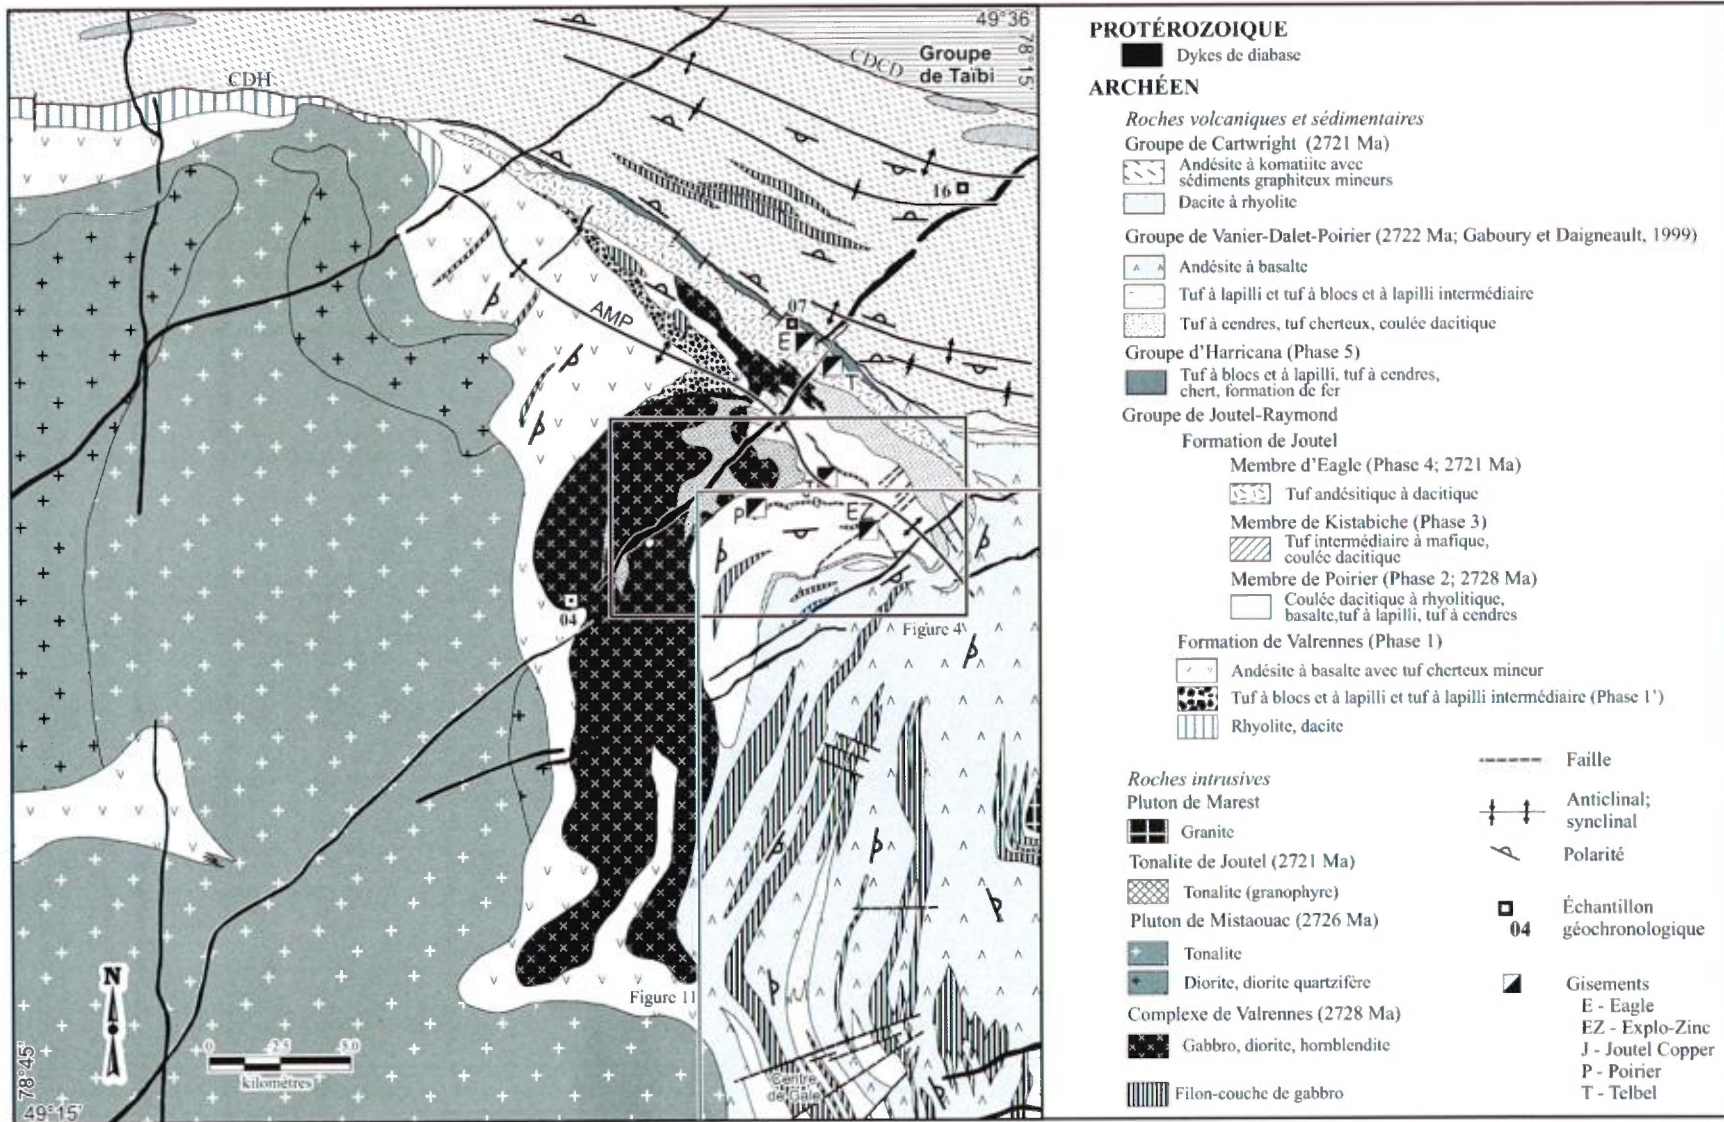 49°36'
78°15'
CDCD
Groupe
de Taïbi
CDH
16
AMP
07
E
T
J
P
EZ
04
Figure 4
Figure 11
N
0 2.5 5.0
kilomètres
Centre
de Gale
78°45'
49°15'
PROTÉROZOIQUE
Dykes de diabase
ARCHÉEN
Roches volcaniques et sédimentaires
Groupe de Cartwright (2721 Ma)
Andésite à komatiite avec
sédiments graphiteux mineurs
Dacite à rhyolite
Groupe de Vanier-Dalet-Poirier (2722 Ma; Gaboury et Daigneault, 1999)
Andésite à basalte
Tuf à lapilli et tuf à blocs et à lapilli intermédiaire
Tuf à cendres, tuf cherteux, coulée dacitique
Groupe d'Harricana (Phase 5)
Tuf à blocs et à lapilli, tuf à cendres,
chert, formation de fer
Groupe de Joutel-Raymond
Formation de Joutel
Membre d'Eagle (Phase 4; 2721 Ma)
Tuf andésitique à dacitique
Membre de Kistabiche (Phase 3)
Tuf intermédiaire à mafique,
coulée dacitique
Membre de Poirier (Phase 2; 2728 Ma)
Coulée dacitique à rhyolitique,
basalte,tuf à lapilli, tuf à cendres
Formation de Valrennes (Phase 1)
Andésite à basalte avec tuf cherteux mineur
Tuf à blocs et à lapilli et tuf à lapilli intermédiaire (Phase 1')
Rhyolite, dacite
Roches intrusives
Pluton de Marest
Granite
Tonalite de Joutel (2721 Ma)
Tonalite (granophyre)
Pluton de Mistaouac (2726 Ma)
Tonalite
Diorite, diorite quartzifère
Complexe de Valrennes (2728 Ma)
Gabbro, diorite, hornblendite
Filon-couche de gabbro
Faille
Anticlinal;
synclinal
Polarité
Échantillon
04 géochronologique
Gisements
E - Eagle
EZ - Explo-Zinc
J - Joutel Copper
P - Poirier
T - Telbel